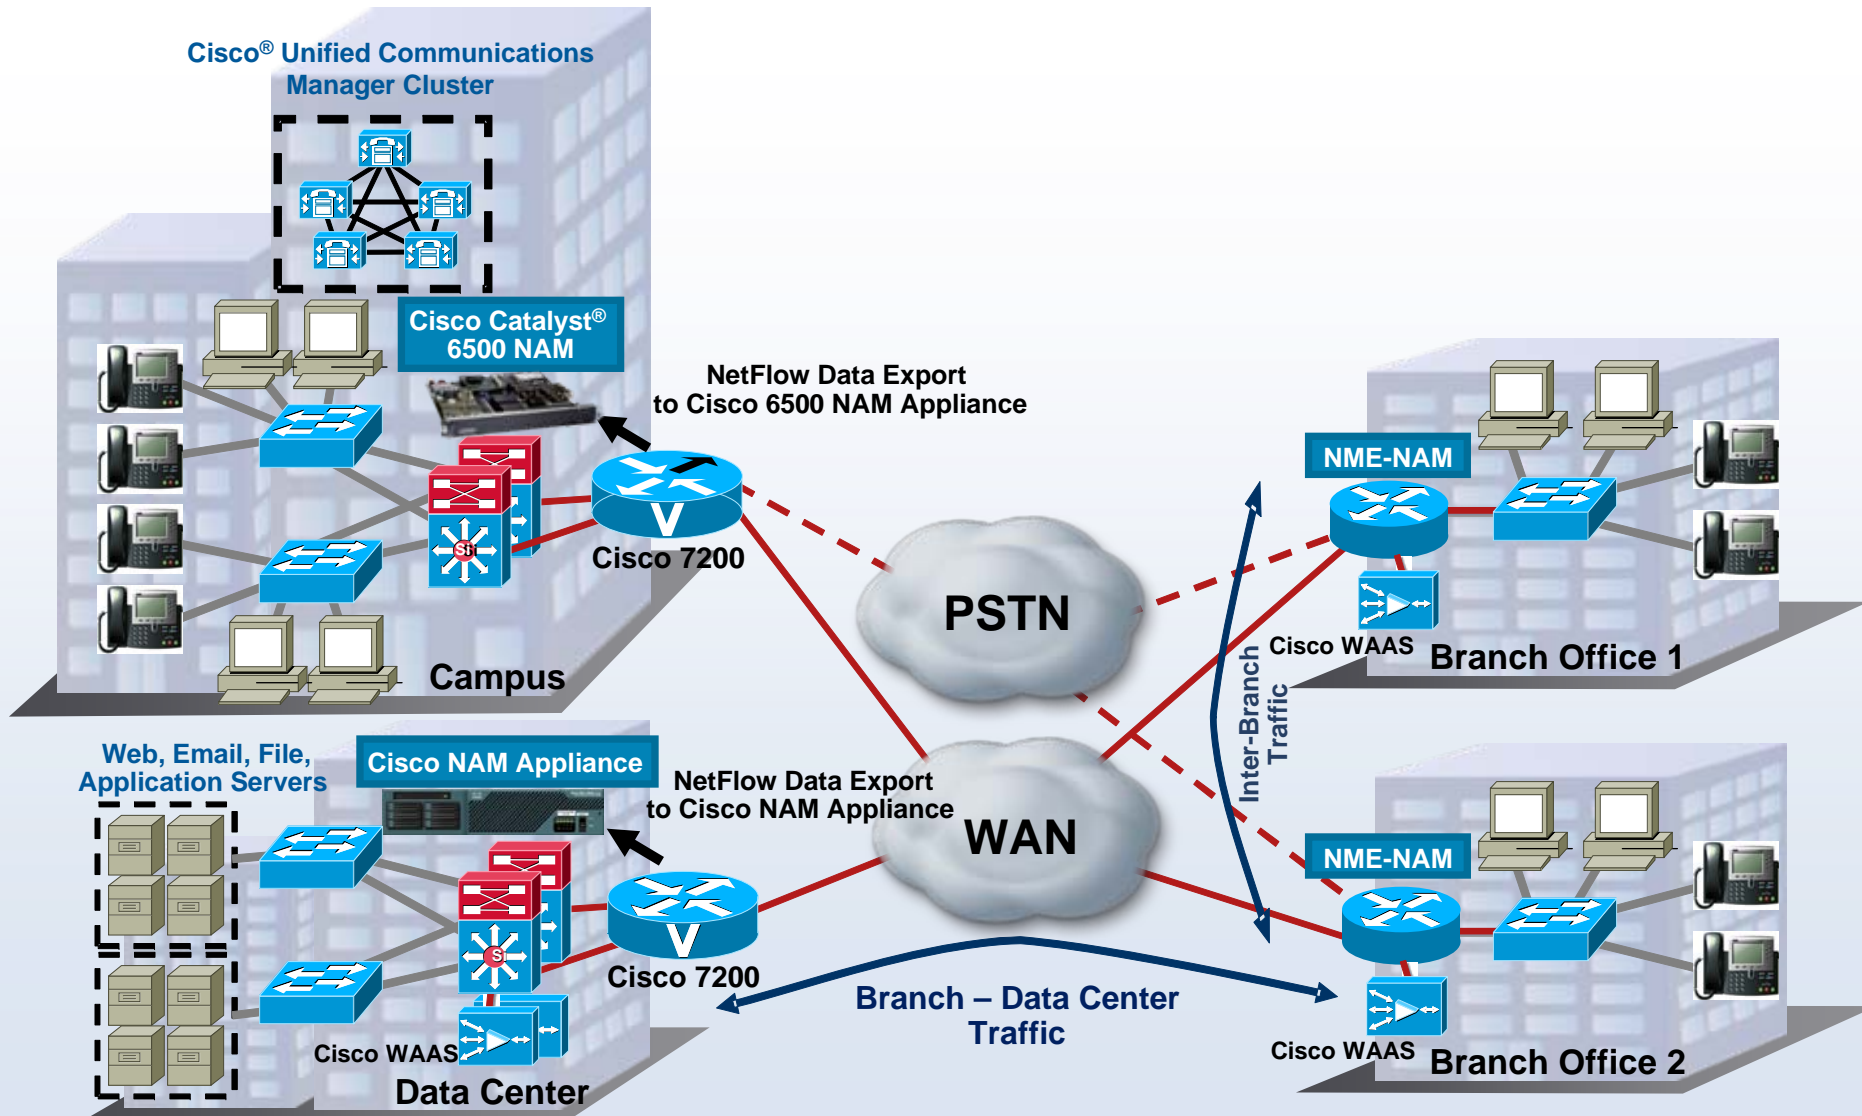 Cisco® Unified Communications
Manager Cluster
Cisco Catalyst®
6500 NAM
NetFlow Data Export
to Cisco 6500 NAM Appliance
Cisco 7200
Campus
PSTN
NME-NAM
Cisco WAAS
Branch Office 1
Inter-Branch
Traffic
Web, Email, File,
Application Servers
Cisco NAM Appliance
NetFlow Data Export
to Cisco NAM Appliance
WAN
Si
V
V
Si
Cisco 7200
Cisco WAAS
Data Center
Branch – Data Center
Traffic
NME-NAM
Cisco WAAS
Branch Office 2